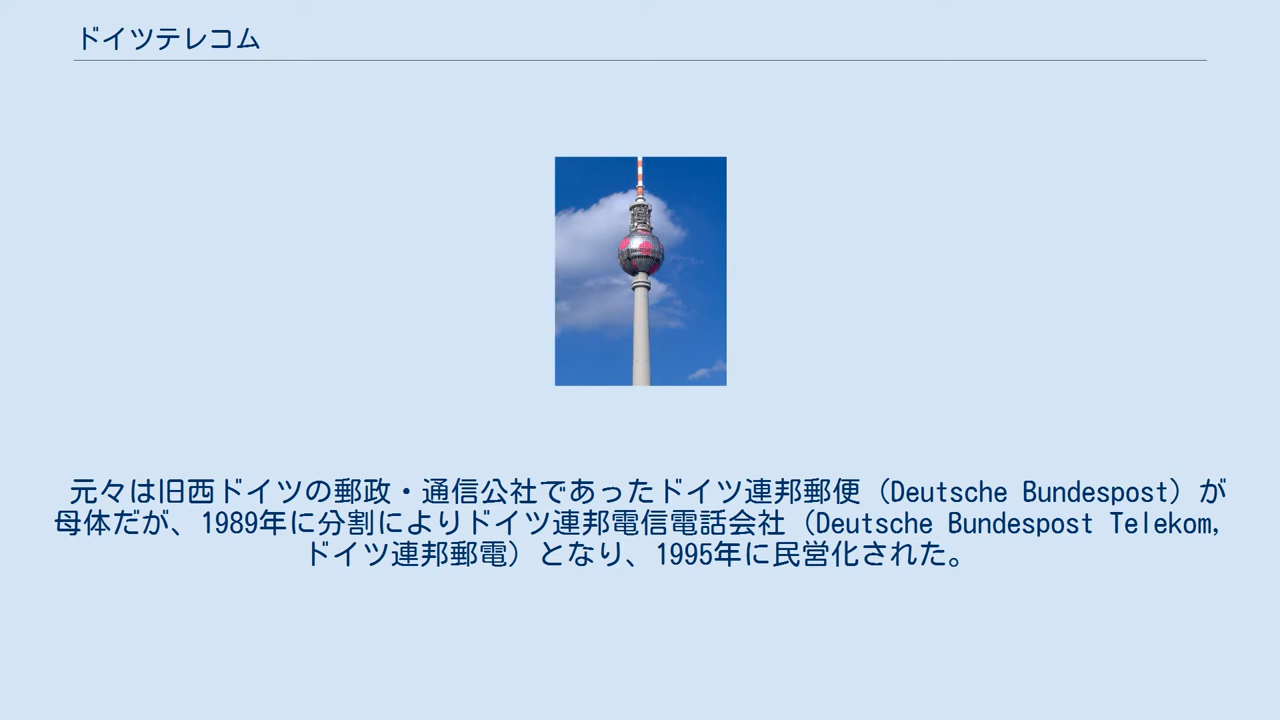 ドイツテレコム
元々は旧西ドイツの郵政・通信公社であったドイツ連邦郵便（Deutsche Bundespost）が
母体だが、1989年に分割によりドイツ連邦電信電話会社（Deutsche Bundespost Telekom,
ドイツ連邦郵電）となり、1995年に民営化された。